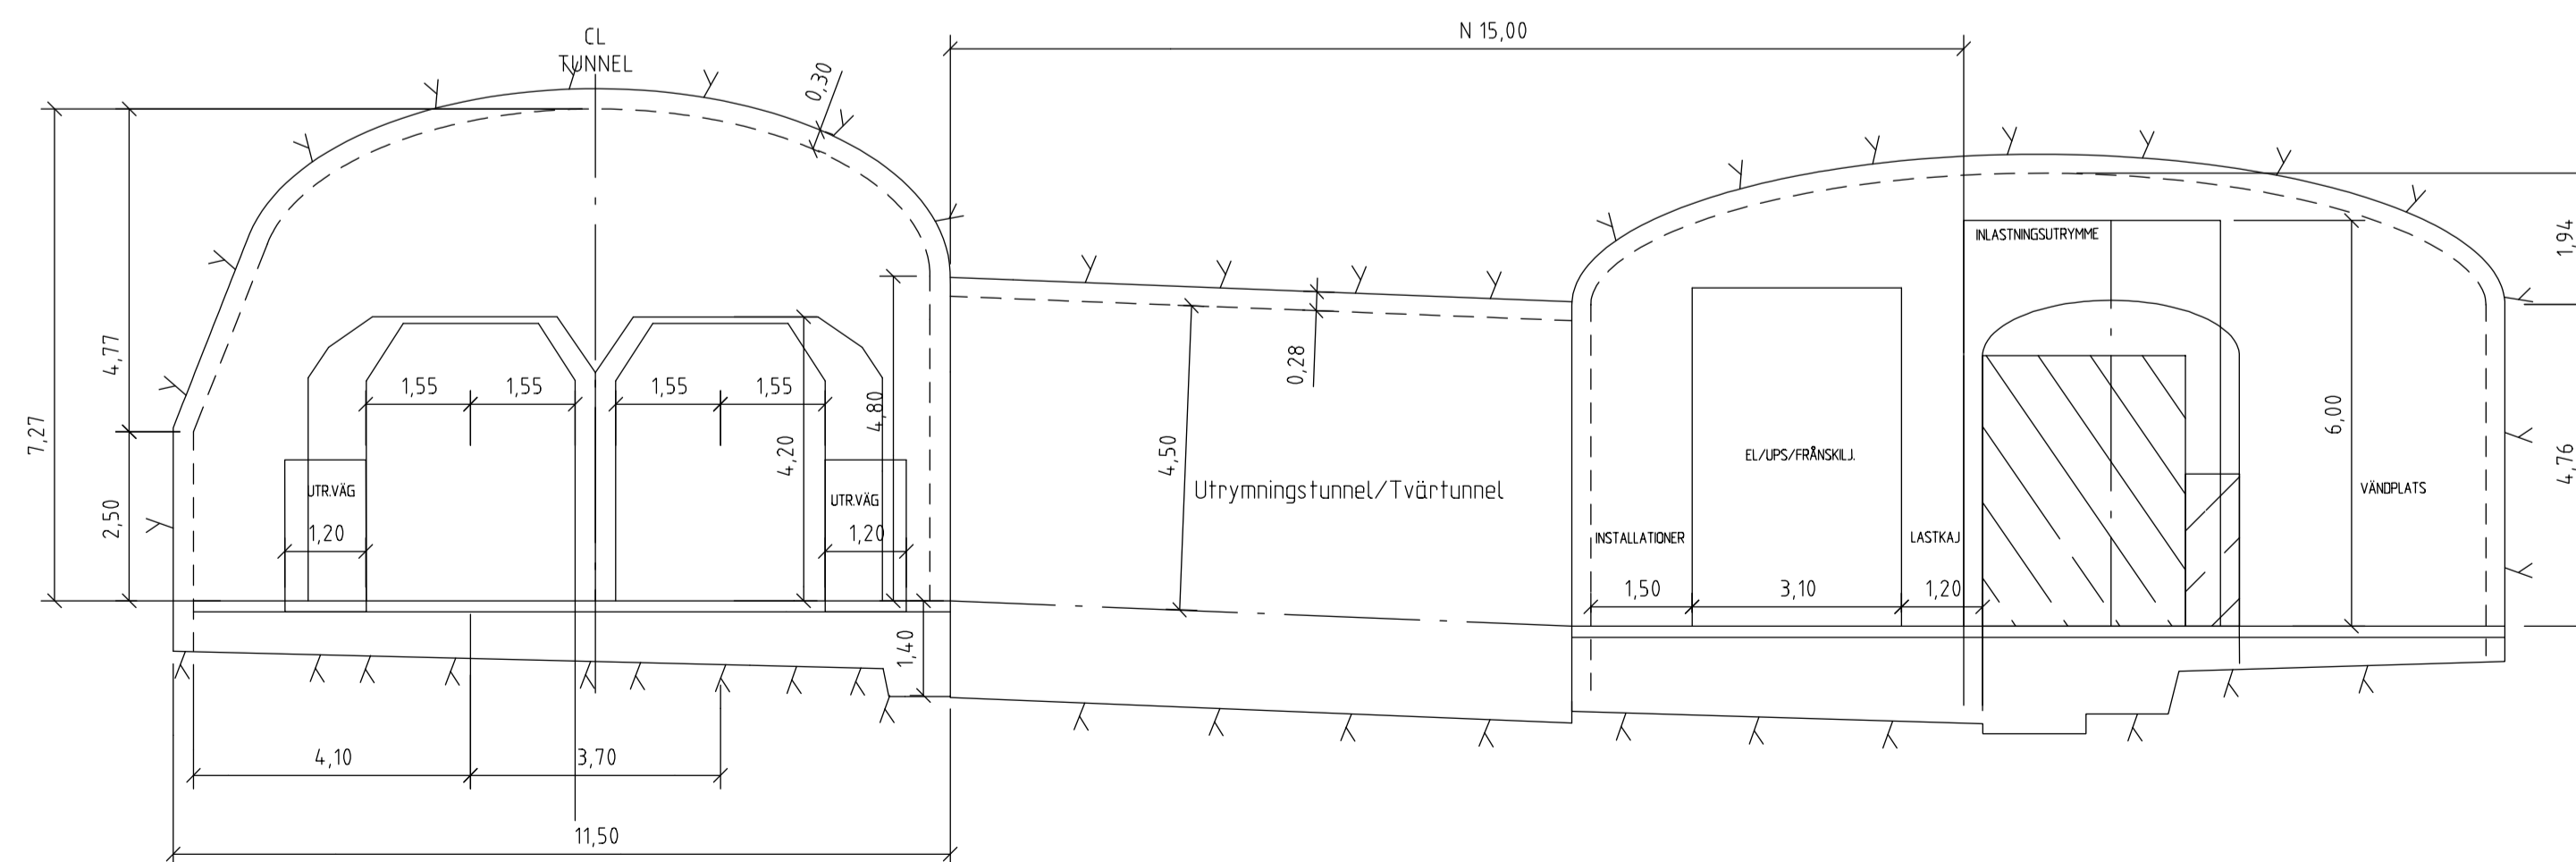 CL
TUNNEL
N 15,00
0,30
7,27
4,77
2,50
1,55
1,55
1,55
1,55
4,80
4,20
UTR.VÄG
1,20
UTR.VÄG
1,20
1,40
4,10
3,70
11,50
0,28
4,50
Utrymningstunnel/Tvärtunnel
INLASTNINGSUTRYMME
EL/UPS/FRÅNSKILJ.
INSTALLATIONER
LASTKAJ
1,50
3,10
1,20
6,00
VÄNDPLATS
1,94
4,76